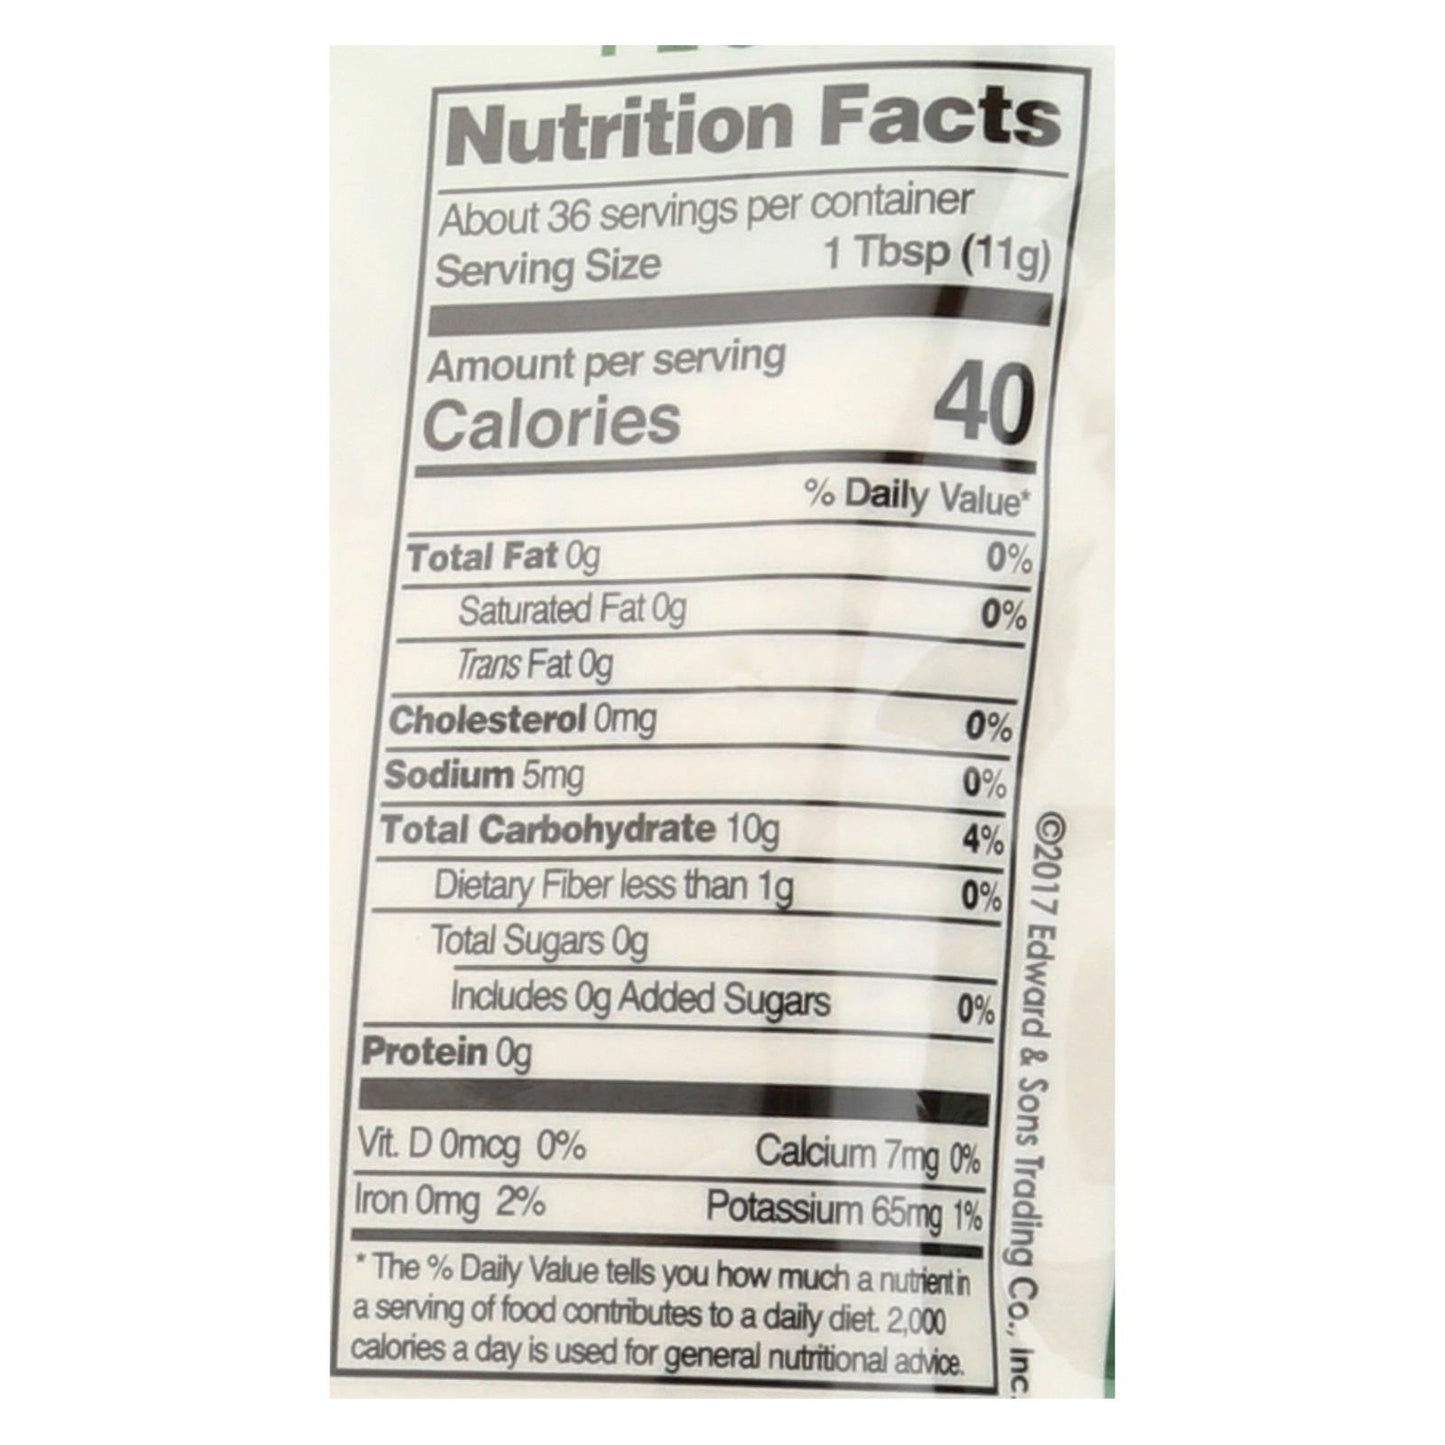 Nutrition Facts
About 36 servings per container
Serving Size 1 Tbsp (11g)
Amount per serving
Calories 40
% Daily Value*
Total Fat 0g 0%
Saturated Fat 0g 0%
Trans Fat 0g
Cholesterol 0mg 0%
Sodium 5mg 0%
Total Carbohydrate 10g 4%
Dietary Fiber less than 1g 0%
Total Sugars 0g
Includes 0g Added Sugars 0%
Protein 0g
Vit. D 0mcg 0% Calcium 7mg 0%
Iron 0mg 2% Potassium 65mg 1%
* The % Daily Value tells you how much a nutrient in
a serving of food contributes to a daily diet. 2,000
calories a day is used for general nutritional advice.
©2017 Edward & Sons Trading Co., Inc.